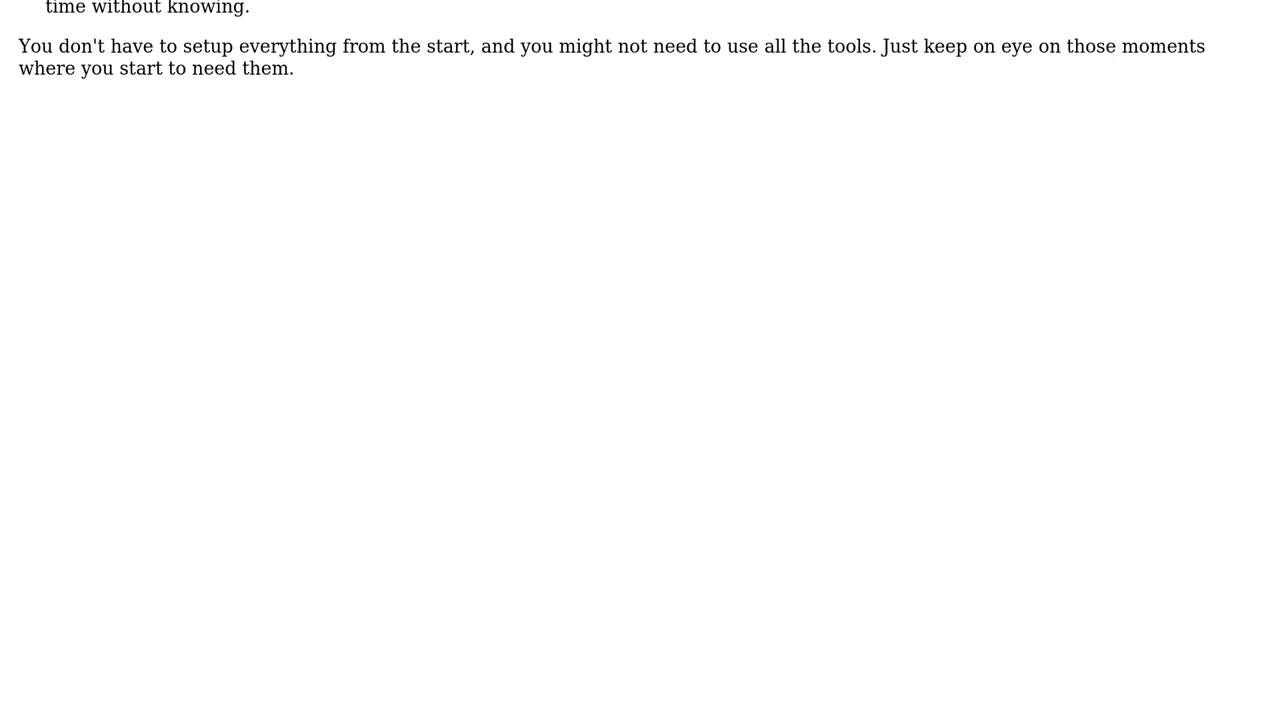 time without knowing.
You don't have to setup everything from the start, and you might not need to use all the tools. Just keep on eye on those moments
where you start to need them.